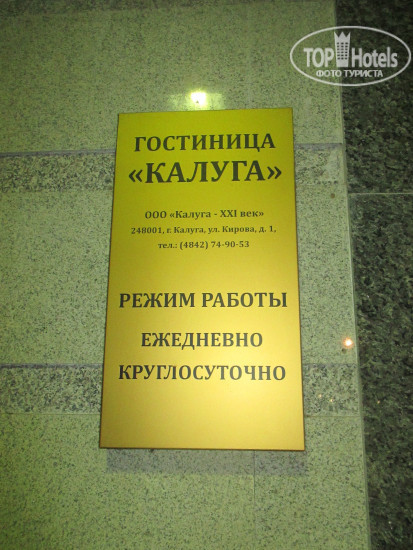 TOP Hotels
ФОТО ТУРИСТА
ГОСТИНИЦА
«КАЛУГА»
ООО «Калуга - XXI век»
248001, г. Калуга, ул. Кирова, д. 1,
тел.: (4842) 74-90-53
РЕЖИМ РАБОТЫ
ЕЖЕДНЕВНО
КРУГЛОСУТОЧНО